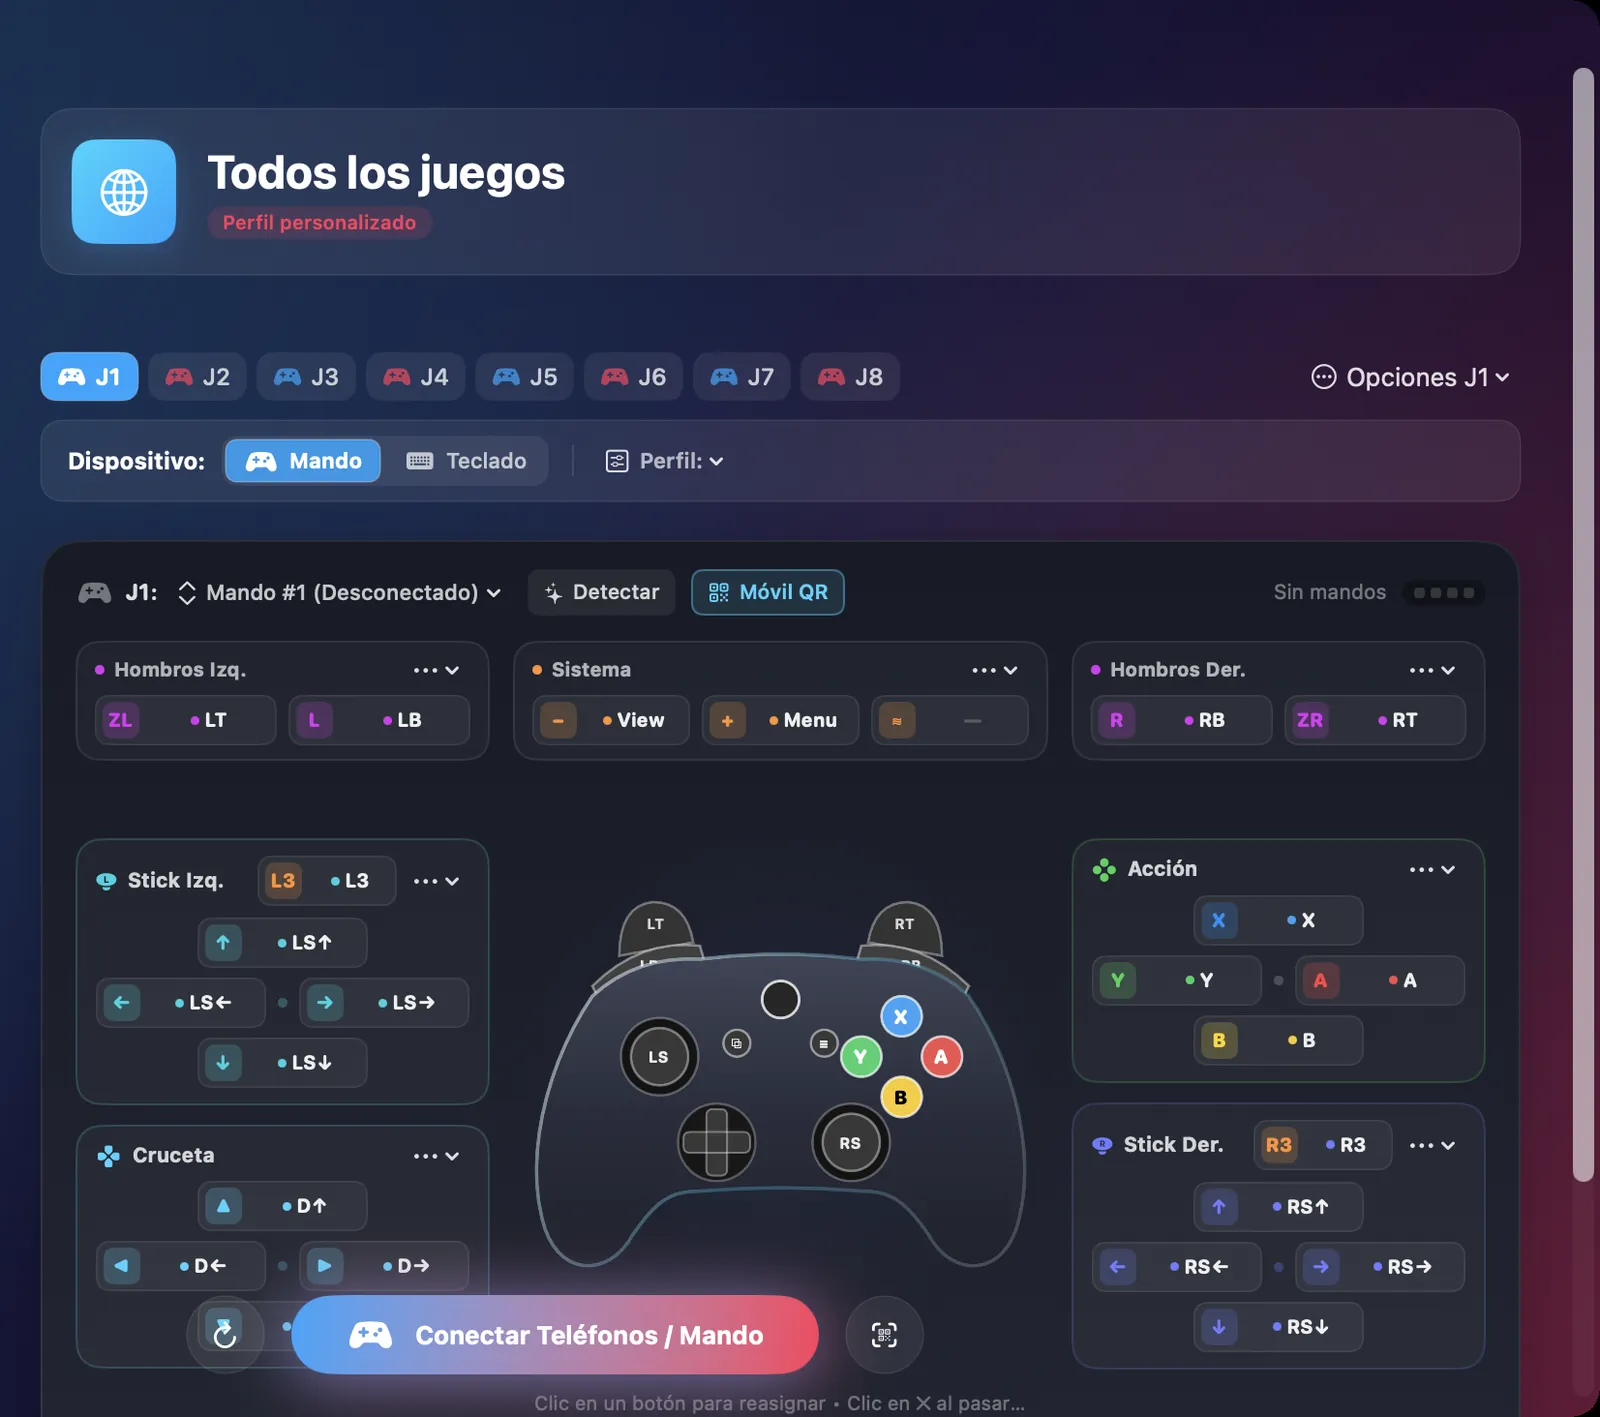 Todos los juegos
Perfil personalizado
J1 J2 J3 J4 J5 J6 J7 J8 Opciones J1
Dispositivo: Mando Teclado Perfil:
J1: Mando #1 (Desconectado) Detectar Móvil QR Sin mandos
Hombros Izq.
ZL LT L LB
Sistema
− View + Menu ≈ —
Hombros Der.
R RB ZR RT
Stick Izq. L3 L3
↑ LS↑
← LS← → LS→
↓ LS↓
Cruceta
▲ D↑
◀ D← ▶ D→
LT RT
LS X Y A B
RS
Acción
X X
Y Y A A
B B
Stick Der. R3 R3
↑ RS↑
← RS← → RS→
↓ RS↓
Conectar Teléfonos / Mando
Clic en un botón para reasignar • Clic en ✕ al pasar...